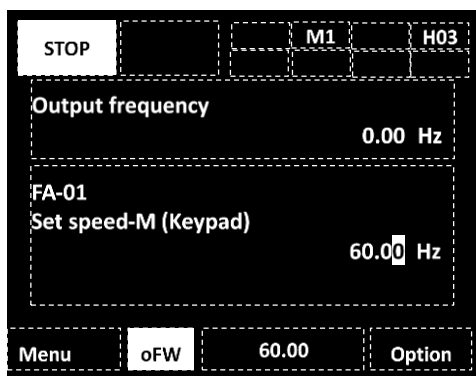 STOP M1 H03
Output frequency
0.00 Hz
FA-01
Set speed-M (Keypad)
60.00 Hz
Menu oFW 60.00 Option